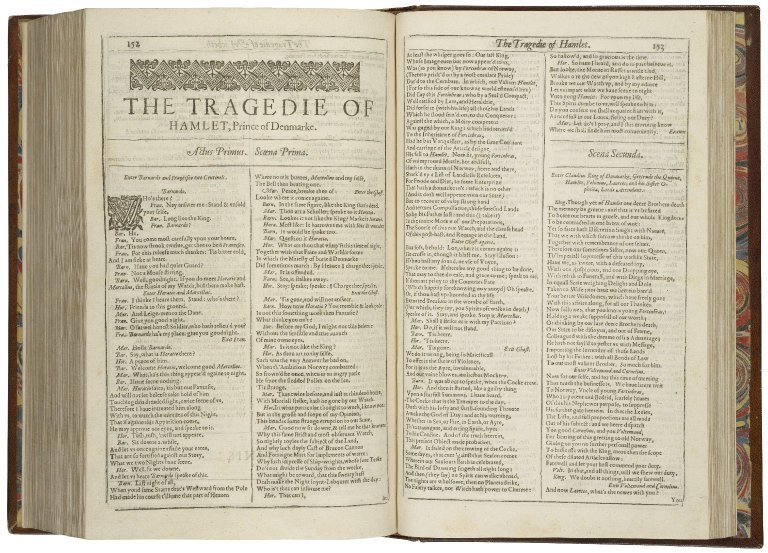 152
THE TRAGEDIE OF
HAMLET, Prince of Denmarke.
Actus Primus. Scœna Prima.
Enter Barnardo and Francisco two Centinels.
Barnardo.
Who's there?
Fran. Nay answer me: Stand & vnfold
your selfe.
Bar. Long liue the King.
Fran. Barnardo?
Bar. He.
Fran. You come most carefully vpon your houre.
Bar. 'Tis now strook twelue, get thee to bed Francisco.
Fran. For this releefe much thankes: 'Tis bitter cold,
And I am sicke at heart.
Barn. Haue you had quiet Guard?
Fran. Not a Mouse stirring.
Barn. Well, goodnight. If you do meet Horatio and
Marcellus, the Riuals of my Watch, bid them make hast.
Enter Horatio and Marcellus.
Fran. I thinke I heare them. Stand: who's there?
Hor. Friends to this ground.
Mar. And Leige-men to the Dane.
Fran. Giue you good night.
Mar. O farwel honest Soldier, who hath relieu'd you?
Fra. Barnardo ha's my place: giue you goodnight.
Exit Fran.
Mar. Holla Barnardo.
Bar. Say, what is Horatio there?
Hor. A peece of him.
Bar. Welcome Horatio, welcome good Marcellus.
Mar. What, ha's this thing appear'd againe to night.
Bar. I haue seene nothing.
Mar. Horatio saies, 'tis but our Fantasie,
And will not let beleefe take hold of him
Touching this dreaded sight, twice seene of vs,
Therefore I haue intreated him along
With vs, to watch the minutes of this Night,
That if againe this Apparition come,
He may approue our eyes, and speake to it.
Hor. Tush, tush, 'twill not appeare.
Bar. Sit downe a-while,
And let vs once againe assaile your eares,
That are so fortified against our Story,
What we two Nights haue seene.
Hor. Well, sit we downe,
And let vs heare Barnardo speake of this.
Barn. Last night of all,
When yond same Starre that's Westward from the Pole
Had made his course t'illume that part of Heauen
Where now it burnes, Marcellus and my selfe,
The Bell then beating one.
Mar. Peace, breake thee of:
Enter the Ghost.
Looke where it comes againe.
Barn. In the same figure, like the King that's dead.
Mar. Thou art a Scholler; speake to it Horatio.
Barn. Lookes it not like the King? Marke it Horatio.
Hora. Most like: It harrowes me with fear & wonder
Barn. It would be spoke too.
Mar. Question it Horatio.
Hor. What art thou that vsurp'st this time of night,
Together with that Faire and Warlike forme
In which the Maiesty of buried Denmarke
Did sometimes march: By Heauen I charge thee speake.
Mar. It is offended.
Barn. See, it stalkes away.
Hor. Stay: speake; speake: I Charge thee, speake.
Exit the Ghost.
Mar. 'Tis gone, and will not answer.
Barn. How now Horatio? You tremble & look pale:
Is not this something more then Fantasie?
What thinke you on't?
Hor. Before my God, I might not this beleeue
Without the sensible and true auouch
Of mine owne eyes.
Mar. Is it not like the King?
Hor. As thou art to thy selfe,
Such was the very Armour he had on,
When th'Ambitious Norwey combatted:
So frown'd he once, when in an angry parle
He smot the sledded Pollax on the Ice.
'Tis strange.
Mar. Thus twice before, and iust at this dead houre,
With Martiall stalke, hath he gone by our Watch.
Hor. In what particular thought to work, I know not:
But in the grosse and scope of my Opinion,
This boades some strange erruption to our State.
Mar. Good now sit downe, & tell me he that knowes
Why this same strict and most obseruant Watch,
So nightly toyles the subiect of the Land,
And why such dayly Cast of Brazon Cannon
And Forraigne Mart for Implements of warre:
Why such impresse of Ship-wrights, whose sore Taske
Do's not diuide the Sunday from the weeke,
What might be toward, that this sweaty hast
Doth make the Night ioynt-Labourer with the day:
Who is't that can informe me?
Hor. That can I,
At
The Tragedie of Hamlet.
153
At least the whisper goes so: Our last King,
Whose Image euen but now appear'd to vs,
Was (as you know) by Fortinbras of Norway,
(Thereto prick'd on by a most emulate Pride)
Dar'd to the Combate. In which, our Valiant Hamlet,
(For so this side of our knowne world esteem'd him)
Did slay this Fortinbras: who by a Seal'd Compact,
Well ratified by Law, and Heraldrie,
Did forfeite (with his life) all those his Lands
Which he stood seiz'd on, to the Conqueror:
Against the which, a Moity competent
Was gaged by our King: which had return'd
To the Inheritance of Fortinbras,
Had he bin Vanquisher, as by the same Cou'nant
And carriage of the Article designe,
His fell to Hamlet. Now sir, young Fortinbras,
Of vnimproued Mettle, hot and full,
Hath in the skirts of Norway, heere and there,
Shark'd vp a List of Landlesse Resolutes,
For Foode and Diet, to some Enterprize
That hath a stomacke in't: which is no other
(And it doth well appeare vnto our State)
But to recouer of vs by strong hand
And termes Compulsatiue, those foresaid Lands
So by his Father lost: and this (I take it)
Is the maine Motiue of our Preparations,
The Sourse of this our Watch, and the cheefe head
Of this post-hast, and Romage in the Land.
Enter Ghost againe.
But soft, behold: Loe, where it comes againe:
Ile crosse it, though it blast me. Stay Illusion:
If thou hast any sound, or vse of Voyce,
Speake to me. If there be any good thing to be done,
That may to thee do ease, and grace to me; speak to me.
If thou art priuy to thy Countries Fate
(Which happily foreknowing may auoyd) Oh speake.
Or, if thou hast vp-hoorded in thy life
Extorted Treasure in the wombe of Earth,
(For which, they say, you Spirits oft walke in death)
Speake of it. Stay, and speake. Stop it Marcellus.
Mar. Shall I strike at it with my Partizan?
Hor. Do, if it will not stand.
Barn. 'Tis heere.
Hor. 'Tis heere.
Mar. 'Tis gone.
Exit Ghost.
We do it wrong, being so Maiesticall
To offer it the shew of Violence,
For it is as the Ayre, invulnerable,
And our vaine blowes, malicious Mockery.
Barn. It was about to speake, when the Cocke crew.
Hor. And then it started, like a guilty thing
Vpon a fearfull Summons. I haue heard,
The Cocke that is the Trumpet to the day,
Doth with his lofty and shrill-sounding Throate
Awake the God of Day: and at his warning,
Whether in Sea, or Fire, in Earth, or Ayre,
Th'extrauagant, and erring Spirit, hyes
To his Confine. And of the truth heerein,
This present Obiect made probation.
Mar. It faded on the crowing of the Cocke.
Some sayes, that euer 'gainst that Season comes
Wherein our Sauiours Birth is celebrated,
The Bird of Dawning singeth all night long:
And then (they say) no Spirit can walke abroad,
The nights are wholsome, then no Planets strike,
No Faiery talkes, nor Witch hath power to Charme:
So hallow'd, and so gracious is the time.
Hor. So haue I heard, and do in part beleeue it.
But looke, the Morne in Russet mantle clad,
Walkes o're the dew of yon high Easterne Hill,
Breake we our Watch vp, and by my aduice
Let vs impart what we haue seene to night
Vnto yong Hamlet. For vpon my life,
This Spirit dumbe to vs, will speake to him:
Do you consent we shall acquaint him with it,
As needfull in our Loues, fitting our Duty?
Mar. Let do't I pray, and I this morning know
Where we shall finde him most conueniently.
Exeunt
Scena Secunda.
Enter Claudius King of Denmarke, Gertrude the Queene,
Hamlet, Polonius, Laertes, and his Sister Ophelia,
Lords Attendant.
King. Though yet of Hamlet our deere Brothers death
The memory be greene: and that it vs befitted
To beare our hearts in greefe, and our whole Kingdome
To be contracted in one brow of woe:
Yet so farre hath Discretion fought with Nature,
That we with wisest sorrow thinke on him,
Together with remembrance of our selues.
Therefore our sometimes Sister, now our Queen,
Th'Imperiall Ioyntresse of this warlike State,
Haue we, as 'twere, with a defeated ioy,
With one Auspicious, and one Dropping eye,
With mirth in Funerall, and with Dirge in Marriage,
In equall Scale weighing Delight and Dole
Taken to Wife; nor haue we heerein barr'd
Your better Wisedomes, which haue freely gone
With this affaire along, for all our Thankes.
Now followes, that you know young Fortinbras,
Holding a weake supposall of our worth;
Or thinking by our late deere Brothers death,
Our State to be disioynt, and out of Frame,
Colleagued with the dreame of his Aduantage;
He hath not fayl'd to pester vs with Message,
Importing the surrender of those Lands
Lost by his Father: with all Bonds of Law
To our most valiant Brother. So much for him.
Enter Voltemand and Cornelius.
Now for our selfe, and for this time of meeting
Thus much the businesse is. We haue heere writ
To Norway, Vncle of young Fortinbras,
Who Impotent and Bedrid, scarsely heares
Of this his Nephewes purpose, to suppresse
His further gate heerein. In that the Leuies,
The Lists, and full proportions are all made
Out of his subiect: and we heere dispatch
You good Cornelius, and you Voltemand,
For bearing of this greeting to old Norway,
Giuing to you no further personall power
To businesse with the King, more then the scope
Of these dilated Articles allow:
Farewell and let your hast commend your duty.
Volt. In that, and all things, will we shew our duty.
King. We doubt it nothing, heartily farewell.
Exit Voltemand and Cornelius.
And now Laertes, what's the newes with you?
You